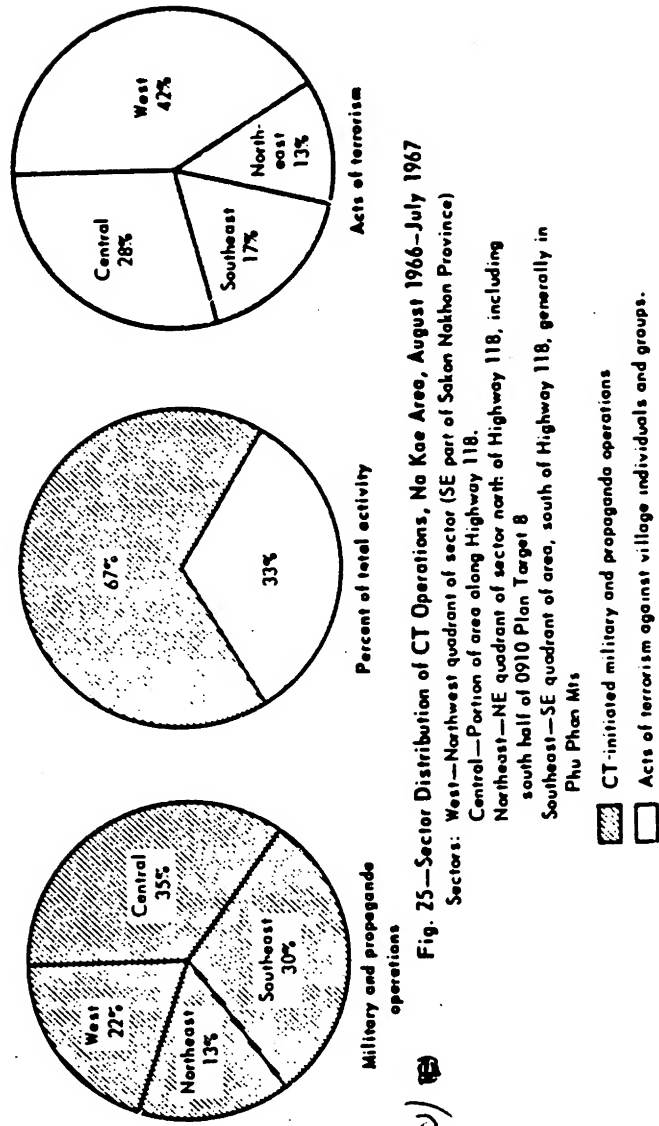 West
22%
Central
35%
Northeast
13%
Southeast
30%
Military and propaganda
operations
67%
33%
Percent of total activity
Central
28%
West
42%
Southeast
17%
North-
east
13%
Acts of terrorism
Fig. 25—Sector Distribution of CT Operations, Na Kae Area, August 1966–July 1967
Sectors: West—Northwest quadrant of sector (SE part of Sakon Nakhon Province)
Central—Portion of area along Highway 118.
Northeast—NE quadrant of sector north of Highway 118, including
south half of 0910 Plan Target 8
Southeast—SE quadrant of area, south of Highway 118, generally in
Phu Phan Mts
CT-initiated military and propaganda operations
Acts of terrorism against village individuals and groups.